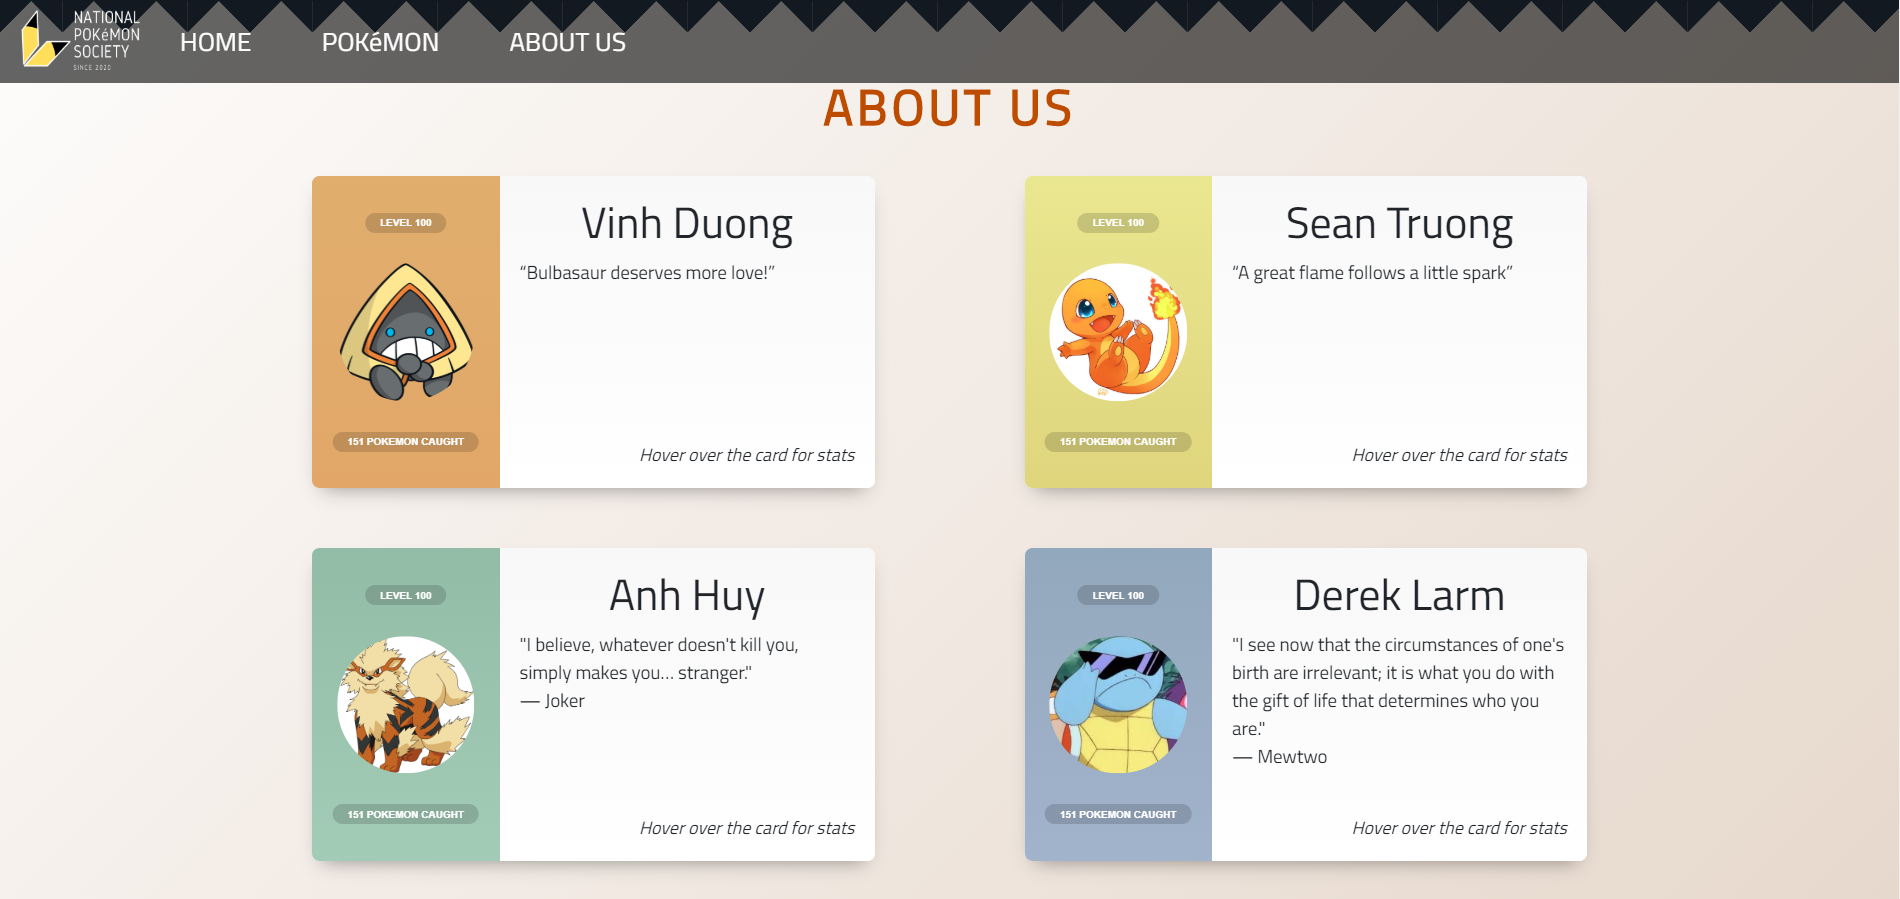 NATIONAL
POKéMON
SOCIETY
SINCE 2020
HOME POKéMON ABOUT US
ABOUT US
LEVEL 100
Vinh Duong
“Bulbasaur deserves more love!”
151 POKEMON CAUGHT
Hover over the card for stats
LEVEL 100
Sean Truong
“A great flame follows a little spark”
151 POKEMON CAUGHT
Hover over the card for stats
LEVEL 100
Anh Huy
"I believe, whatever doesn't kill you,
simply makes you... stranger."
— Joker
151 POKEMON CAUGHT
Hover over the card for stats
LEVEL 100
Derek Larm
"I see now that the circumstances of one's
birth are irrelevant; it is what you do with
the gift of life that determines who you
are."
— Mewtwo
151 POKEMON CAUGHT
Hover over the card for stats